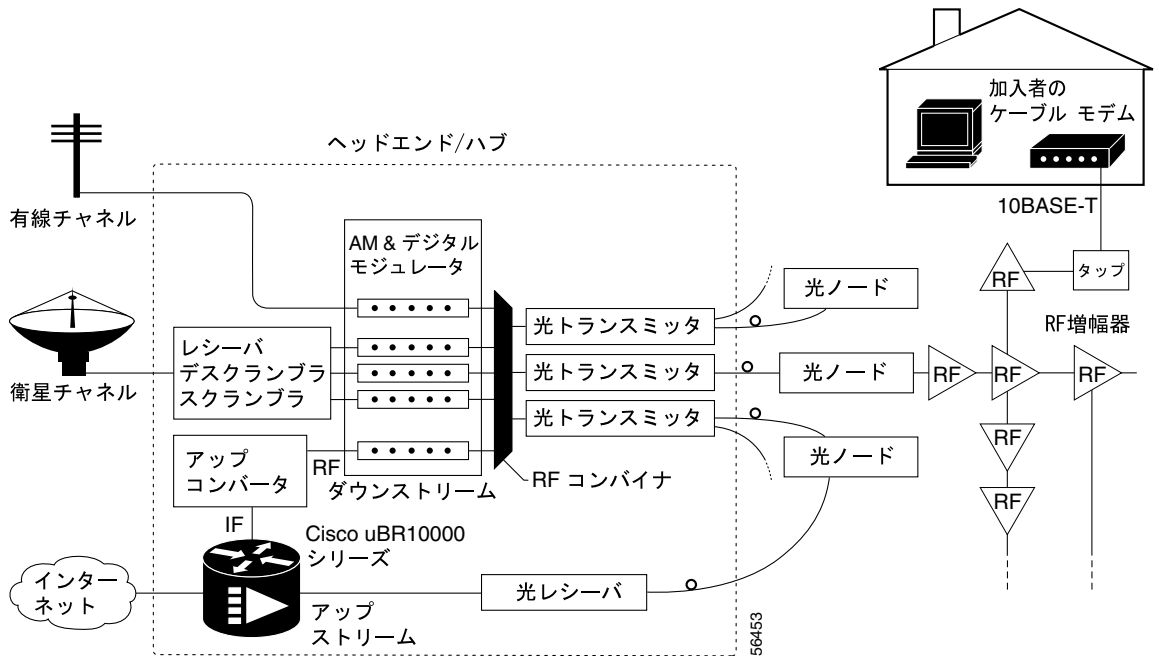 加入者の
ケーブル モデム
ヘッドエンド/ハブ
10BASE-T
有線チャネル
AM & デジタル
モジュレータ
タップ
RF
光ノード
光トランスミッタ
RF増幅器
レシーバ
デスクランブラ
スクランブラ
衛星チャネル
光トランスミッタ
光ノード
RF
RF
RF
光トランスミッタ
アップ
コンバータ
RF
ダウンストリーム
RF コンバイナ
光ノード
RF
RF
IF
Cisco uBR10000
シリーズ
インター
ネット
光レシーバ
アップ
ストリーム
56453